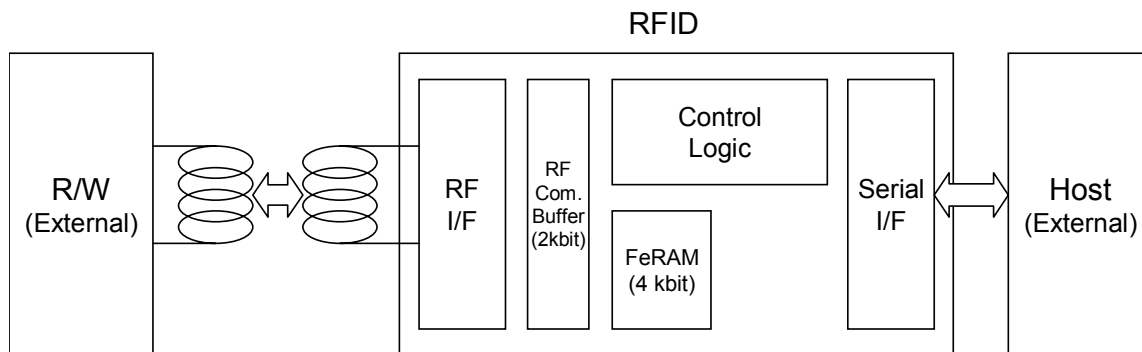 RFID
R/W
(External)
RF
I/F
RF
Com.
Buffer
(2kbit)
Control
Logic
FeRAM
(4 kbit)
Serial
I/F
Host
(External)